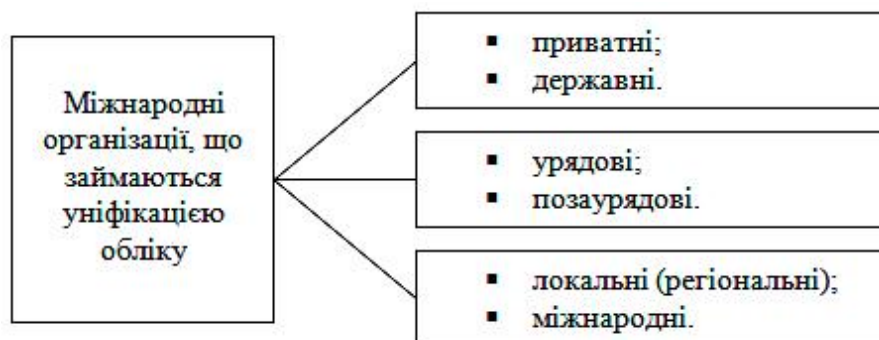 Міжнародні
організації, що
займаються
уніфікацією
обліку
▪ приватні;
▪ державні.
▪ урядові;
▪ позаурядові.
▪ локальні (регіональні);
▪ міжнародні.